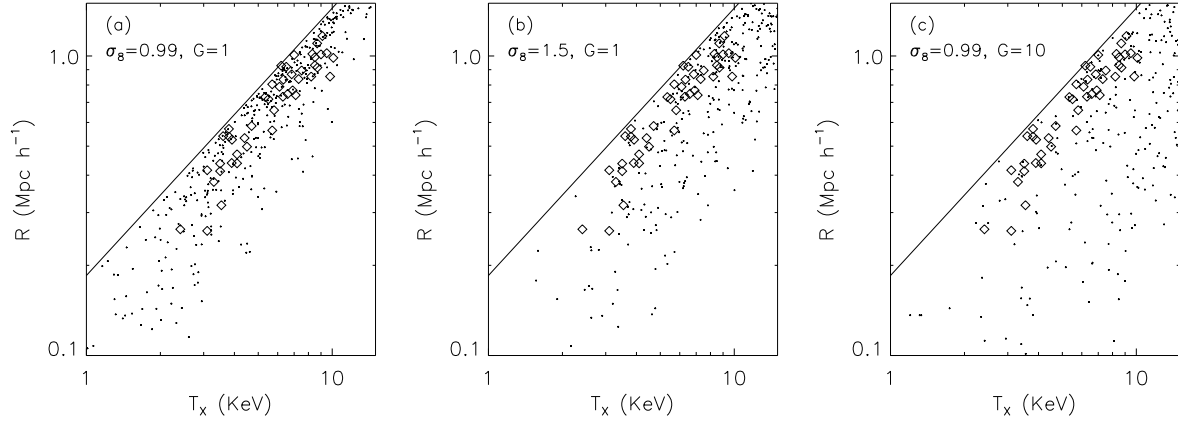 (a)
σ₈=0.99, G=1
1.0
0.1
R (Mpc h⁻¹)
1
10
Tₓ (KeV)
(b)
σ₈=1.5, G=1
1.0
0.1
R (Mpc h⁻¹)
1
10
Tₓ (KeV)
(c)
σ₈=0.99, G=10
1.0
0.1
R (Mpc h⁻¹)
1
10
Tₓ (KeV)